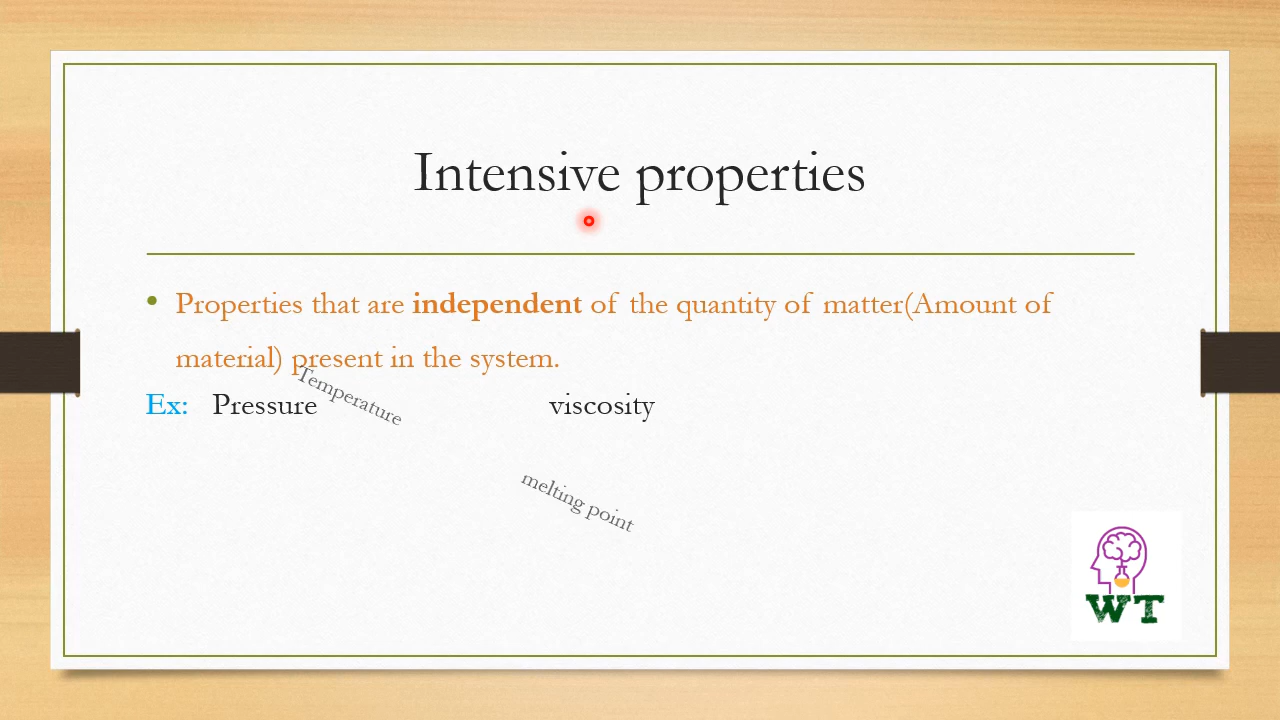 Intensive properties
• Properties that are independent of the quantity of matter(Amount of
material) present in the system.
Temperature
Ex: Pressure viscosity
melting point
WT